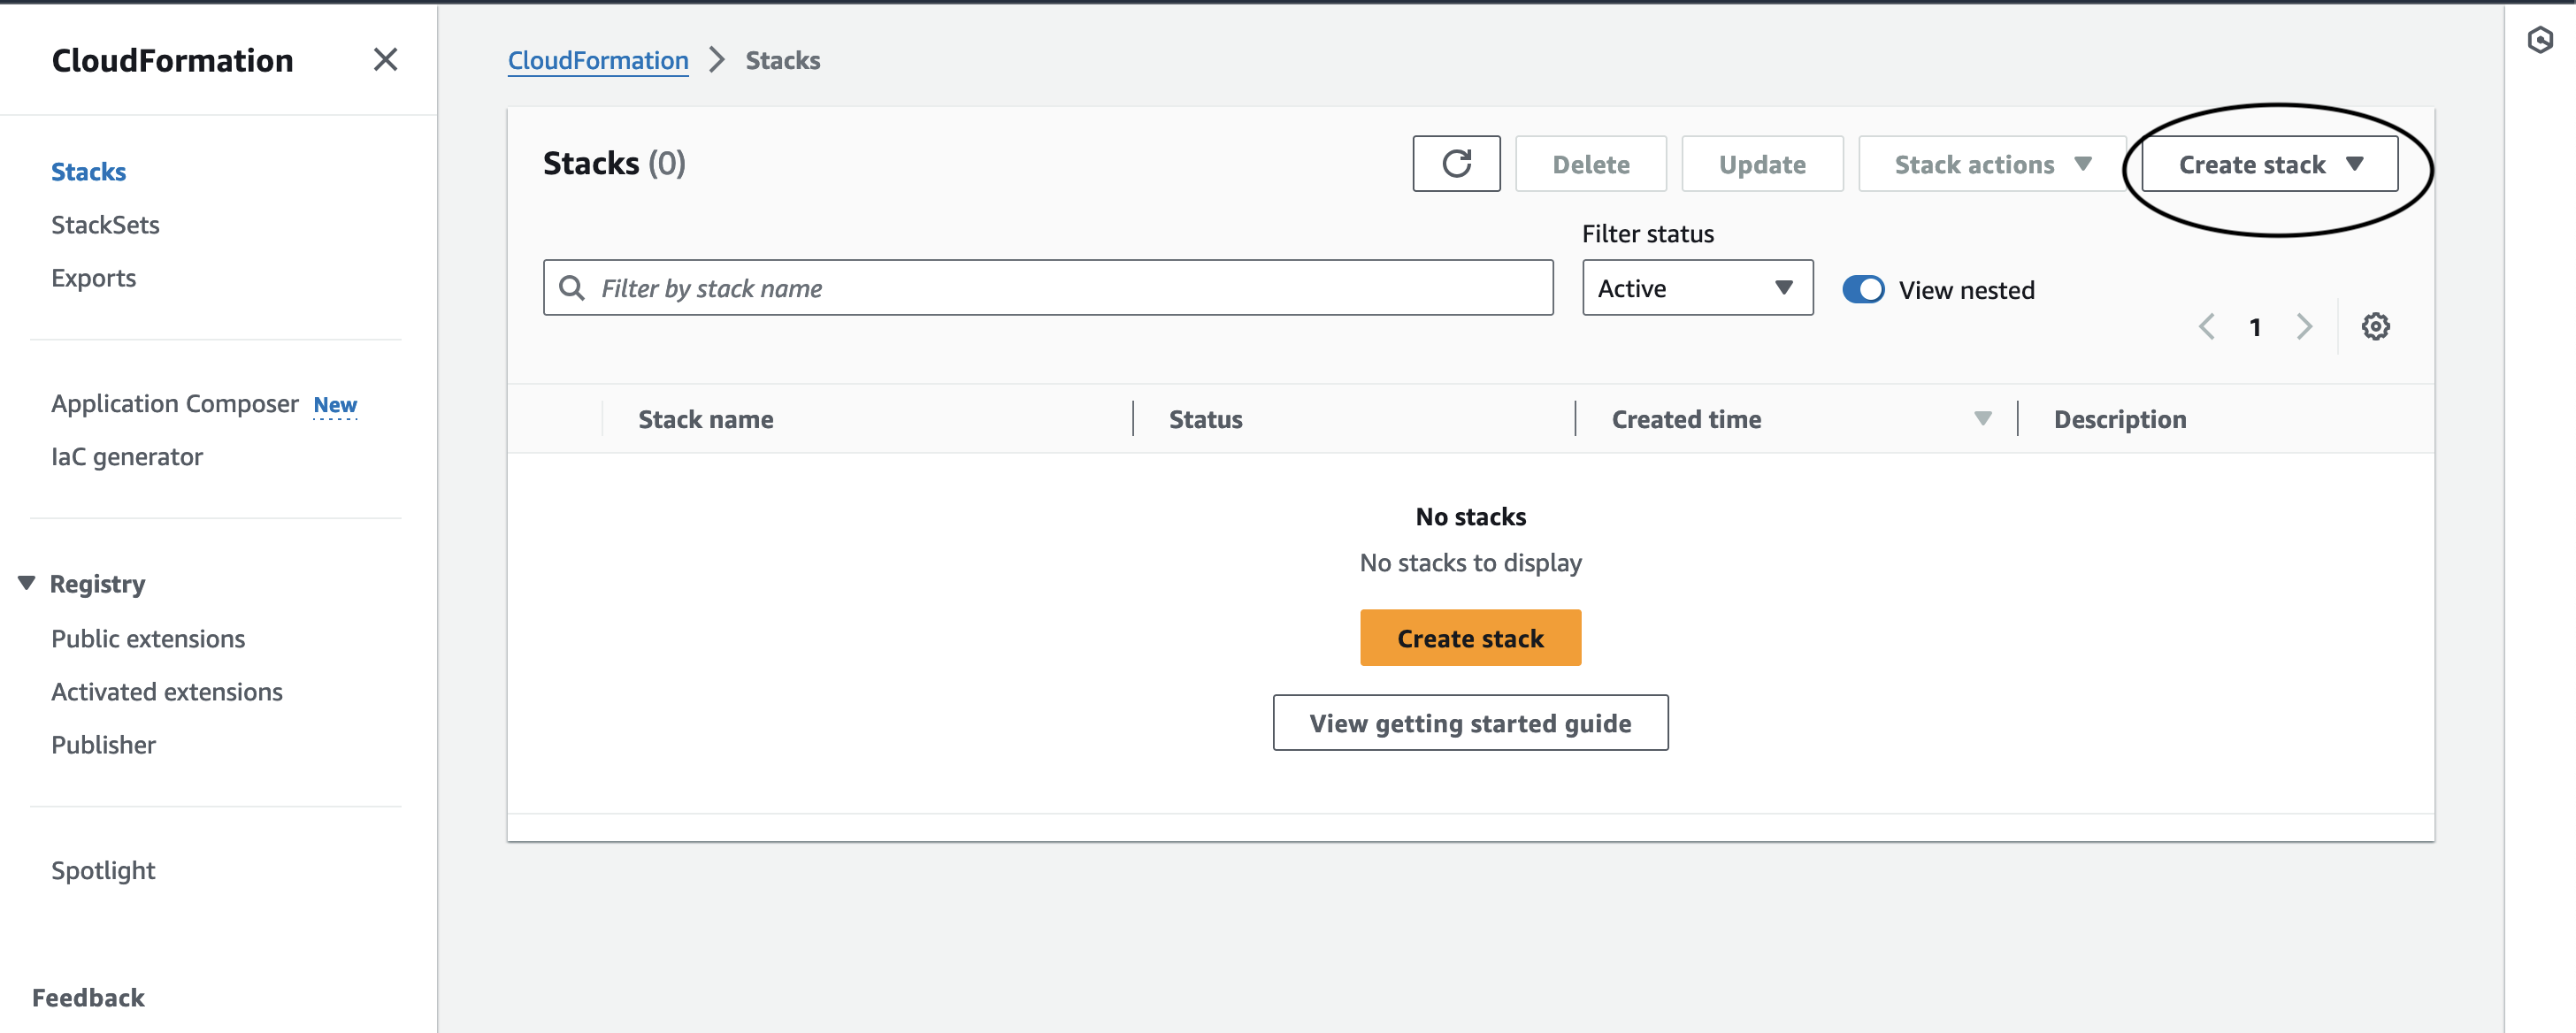 CloudFormation
Stacks
StackSets
Exports
Application Composer New
IaC generator
Registry
Public extensions
Activated extensions
Publisher
Spotlight
Feedback
CloudFormation > Stacks
Stacks (0)
Delete
Update
Stack actions
Create stack
Filter status
Filter by stack name
Active
View nested
1
Stack name
Status
Created time
Description
No stacks
No stacks to display
Create stack
View getting started guide